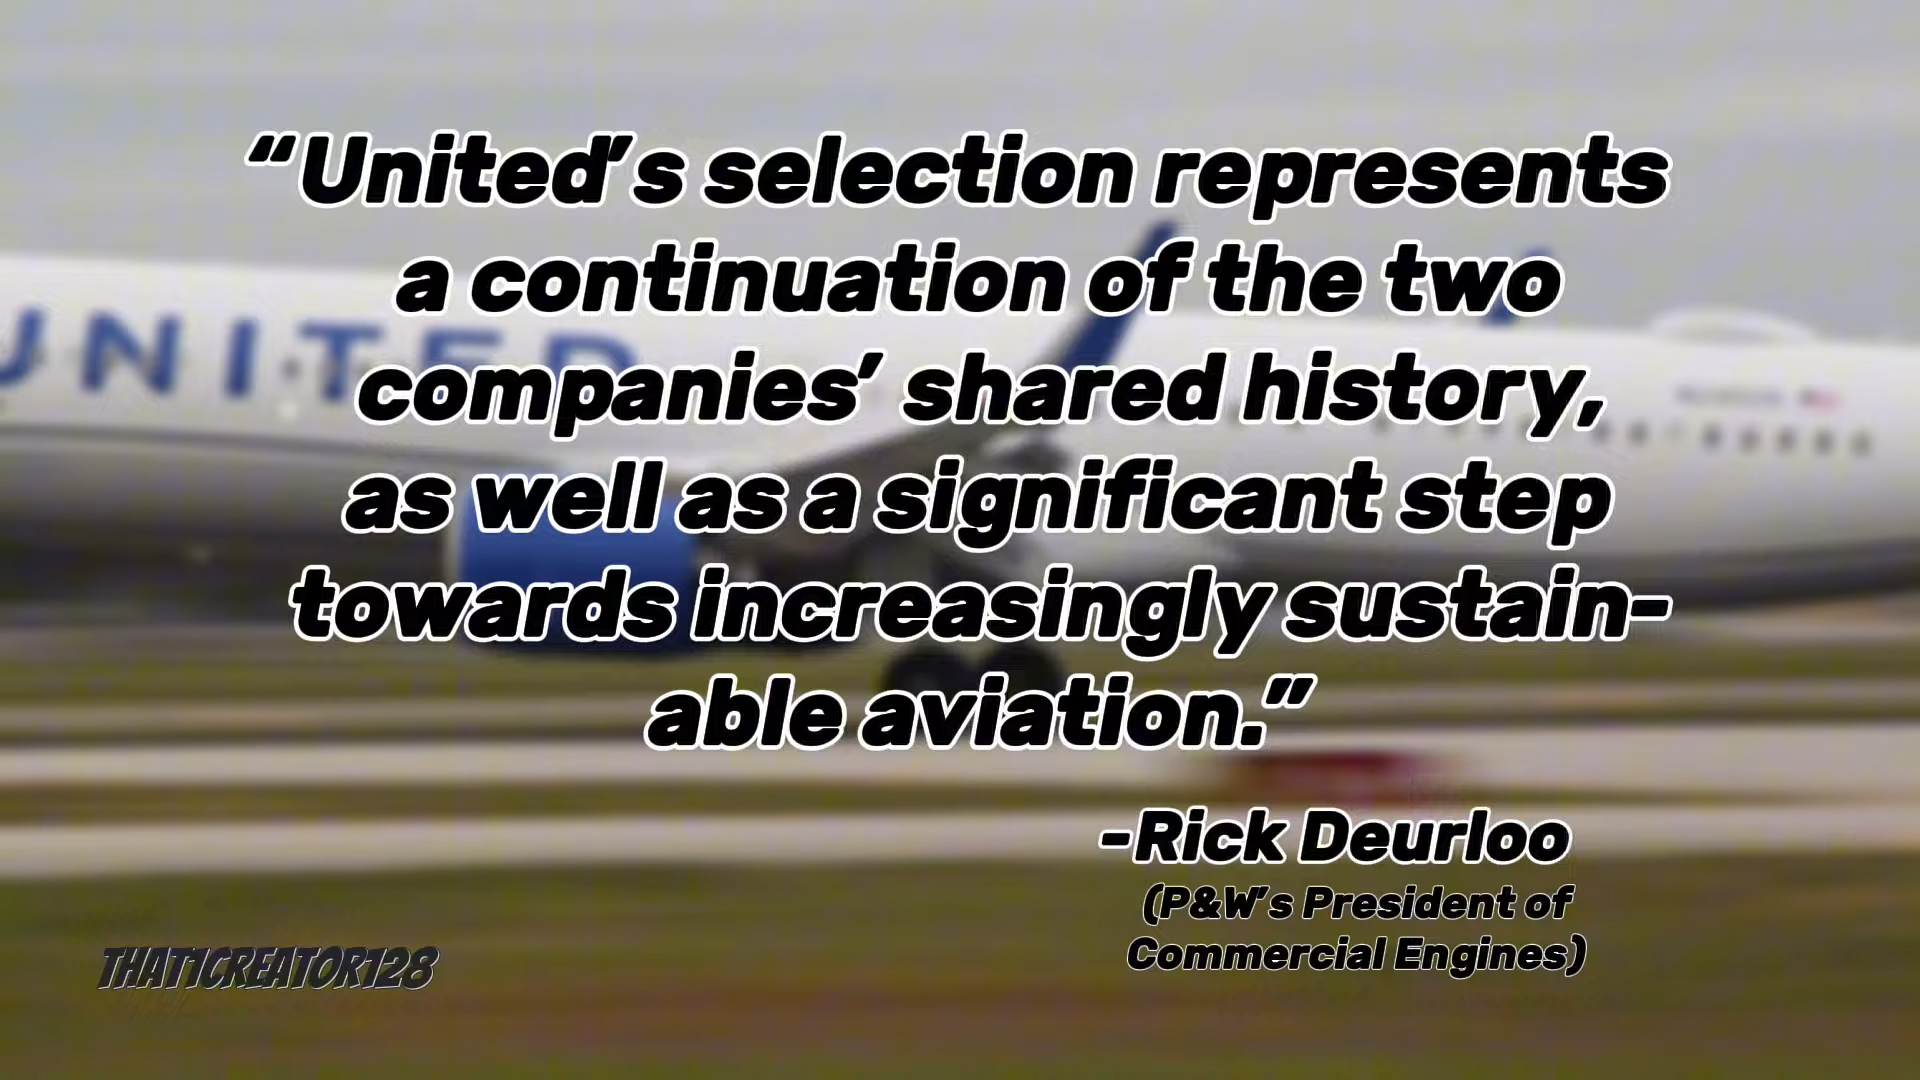 “United’s selection represents
a continuation of the two
companies’ shared history,
as well as a significant step
towards increasingly sustain-
able aviation.”
-Rick Deurloo
(P&W’s President of
Commercial Engines)
THAT1CREATOR128
UNITED